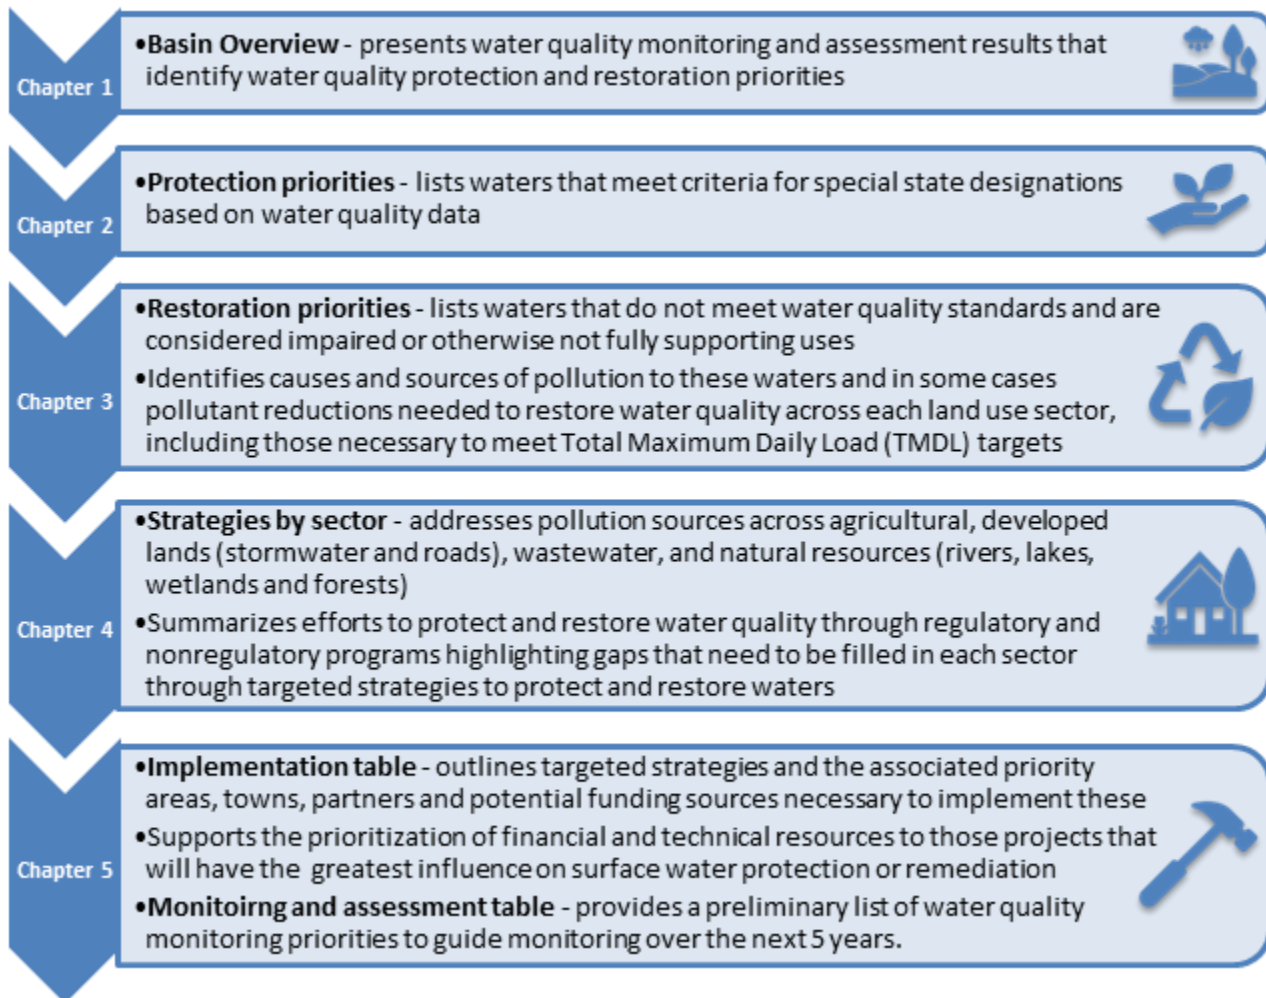 Chapter 1
•Basin Overview - presents water quality monitoring and assessment results that
identify water quality protection and restoration priorities
Chapter 2
•Protection priorities - lists waters that meet criteria for special state designations
based on water quality data
Chapter 3
•Restoration priorities - lists waters that do not meet water quality standards and are
considered impaired or otherwise not fully supporting uses
•Identifies causes and sources of pollution to these waters and in some cases
pollutant reductions needed to restore water quality across each land use sector,
including those necessary to meet Total Maximum Daily Load (TMDL) targets
Chapter 4
•Strategies by sector - addresses pollution sources across agricultural, developed
lands (stormwater and roads), wastewater, and natural resources (rivers, lakes,
wetlands and forests)
•Summarizes efforts to protect and restore water quality through regulatory and
nonregulatory programs highlighting gaps that need to be filled in each sector
through targeted strategies to protect and restore waters
Chapter 5
•Implementation table - outlines targeted strategies and the associated priority
areas, towns, partners and potential funding sources necessary to implement these
•Supports the prioritization of financial and technical resources to those projects that
will have the greatest influence on surface water protection or remediation
•Monitoirng and assessment table - provides a preliminary list of water quality
monitoring priorities to guide monitoring over the next 5 years.